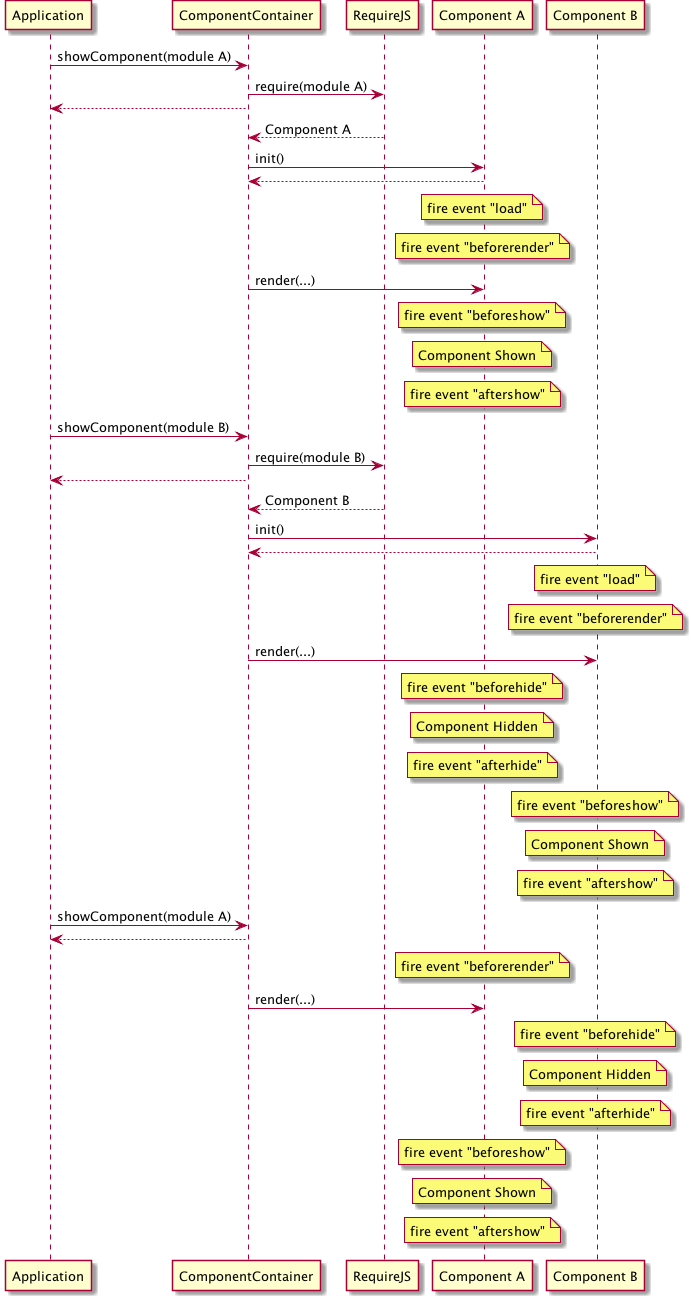 Application ComponentContainer RequireJS Component A Component B
showComponent(module A)
require(module A)
Component A
init()
fire event "load"
fire event "beforerender"
render(...)
fire event "beforeshow"
Component Shown
fire event "aftershow"
showComponent(module B)
require(module B)
Component B
init()
fire event "load"
fire event "beforerender"
render(...)
fire event "beforehide"
Component Hidden
fire event "afterhide"
fire event "beforeshow"
Component Shown
fire event "aftershow"
showComponent(module A)
fire event "beforerender"
render(...)
fire event "beforehide"
Component Hidden
fire event "afterhide"
fire event "beforeshow"
Component Shown
fire event "aftershow"
Application ComponentContainer RequireJS Component A Component B